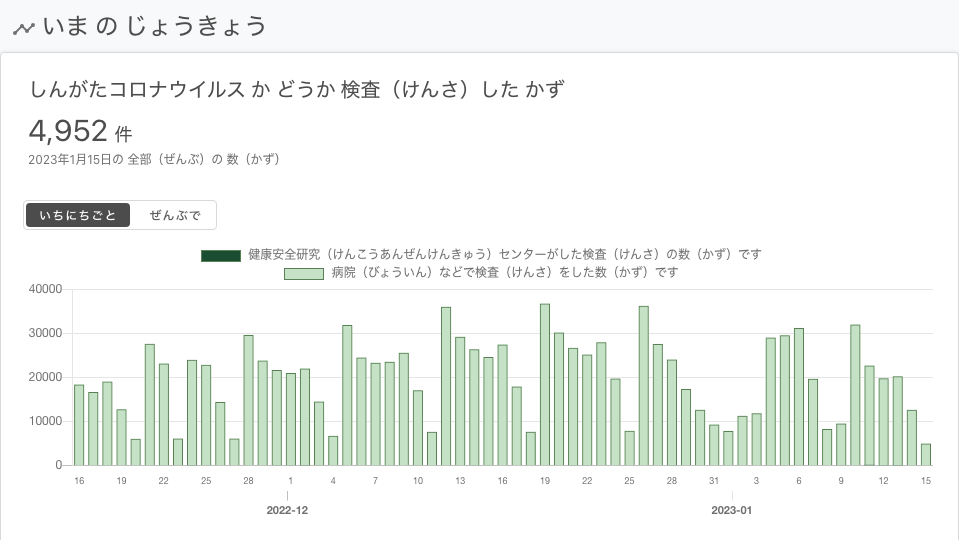 いま の じょうきょう
しんがたコロナウイルス か どうか 検査（けんさ）した かず
4,952 件
2023年1月15日の 全部（ぜんぶ）の 数（かず）
いちにちごと ぜんぶで
健康安全研究（けんこうあんぜんけんきゅう）センターがした検査（けんさ）の数（かず）です
病院（びょういん）などで検査（けんさ）をした数（かず）です
40000
30000
20000
10000
0
16 19 22 25 28 1 4 7 10 13 16 19 22 25 28 31 3 6 9 12 15
2022-12 2023-01